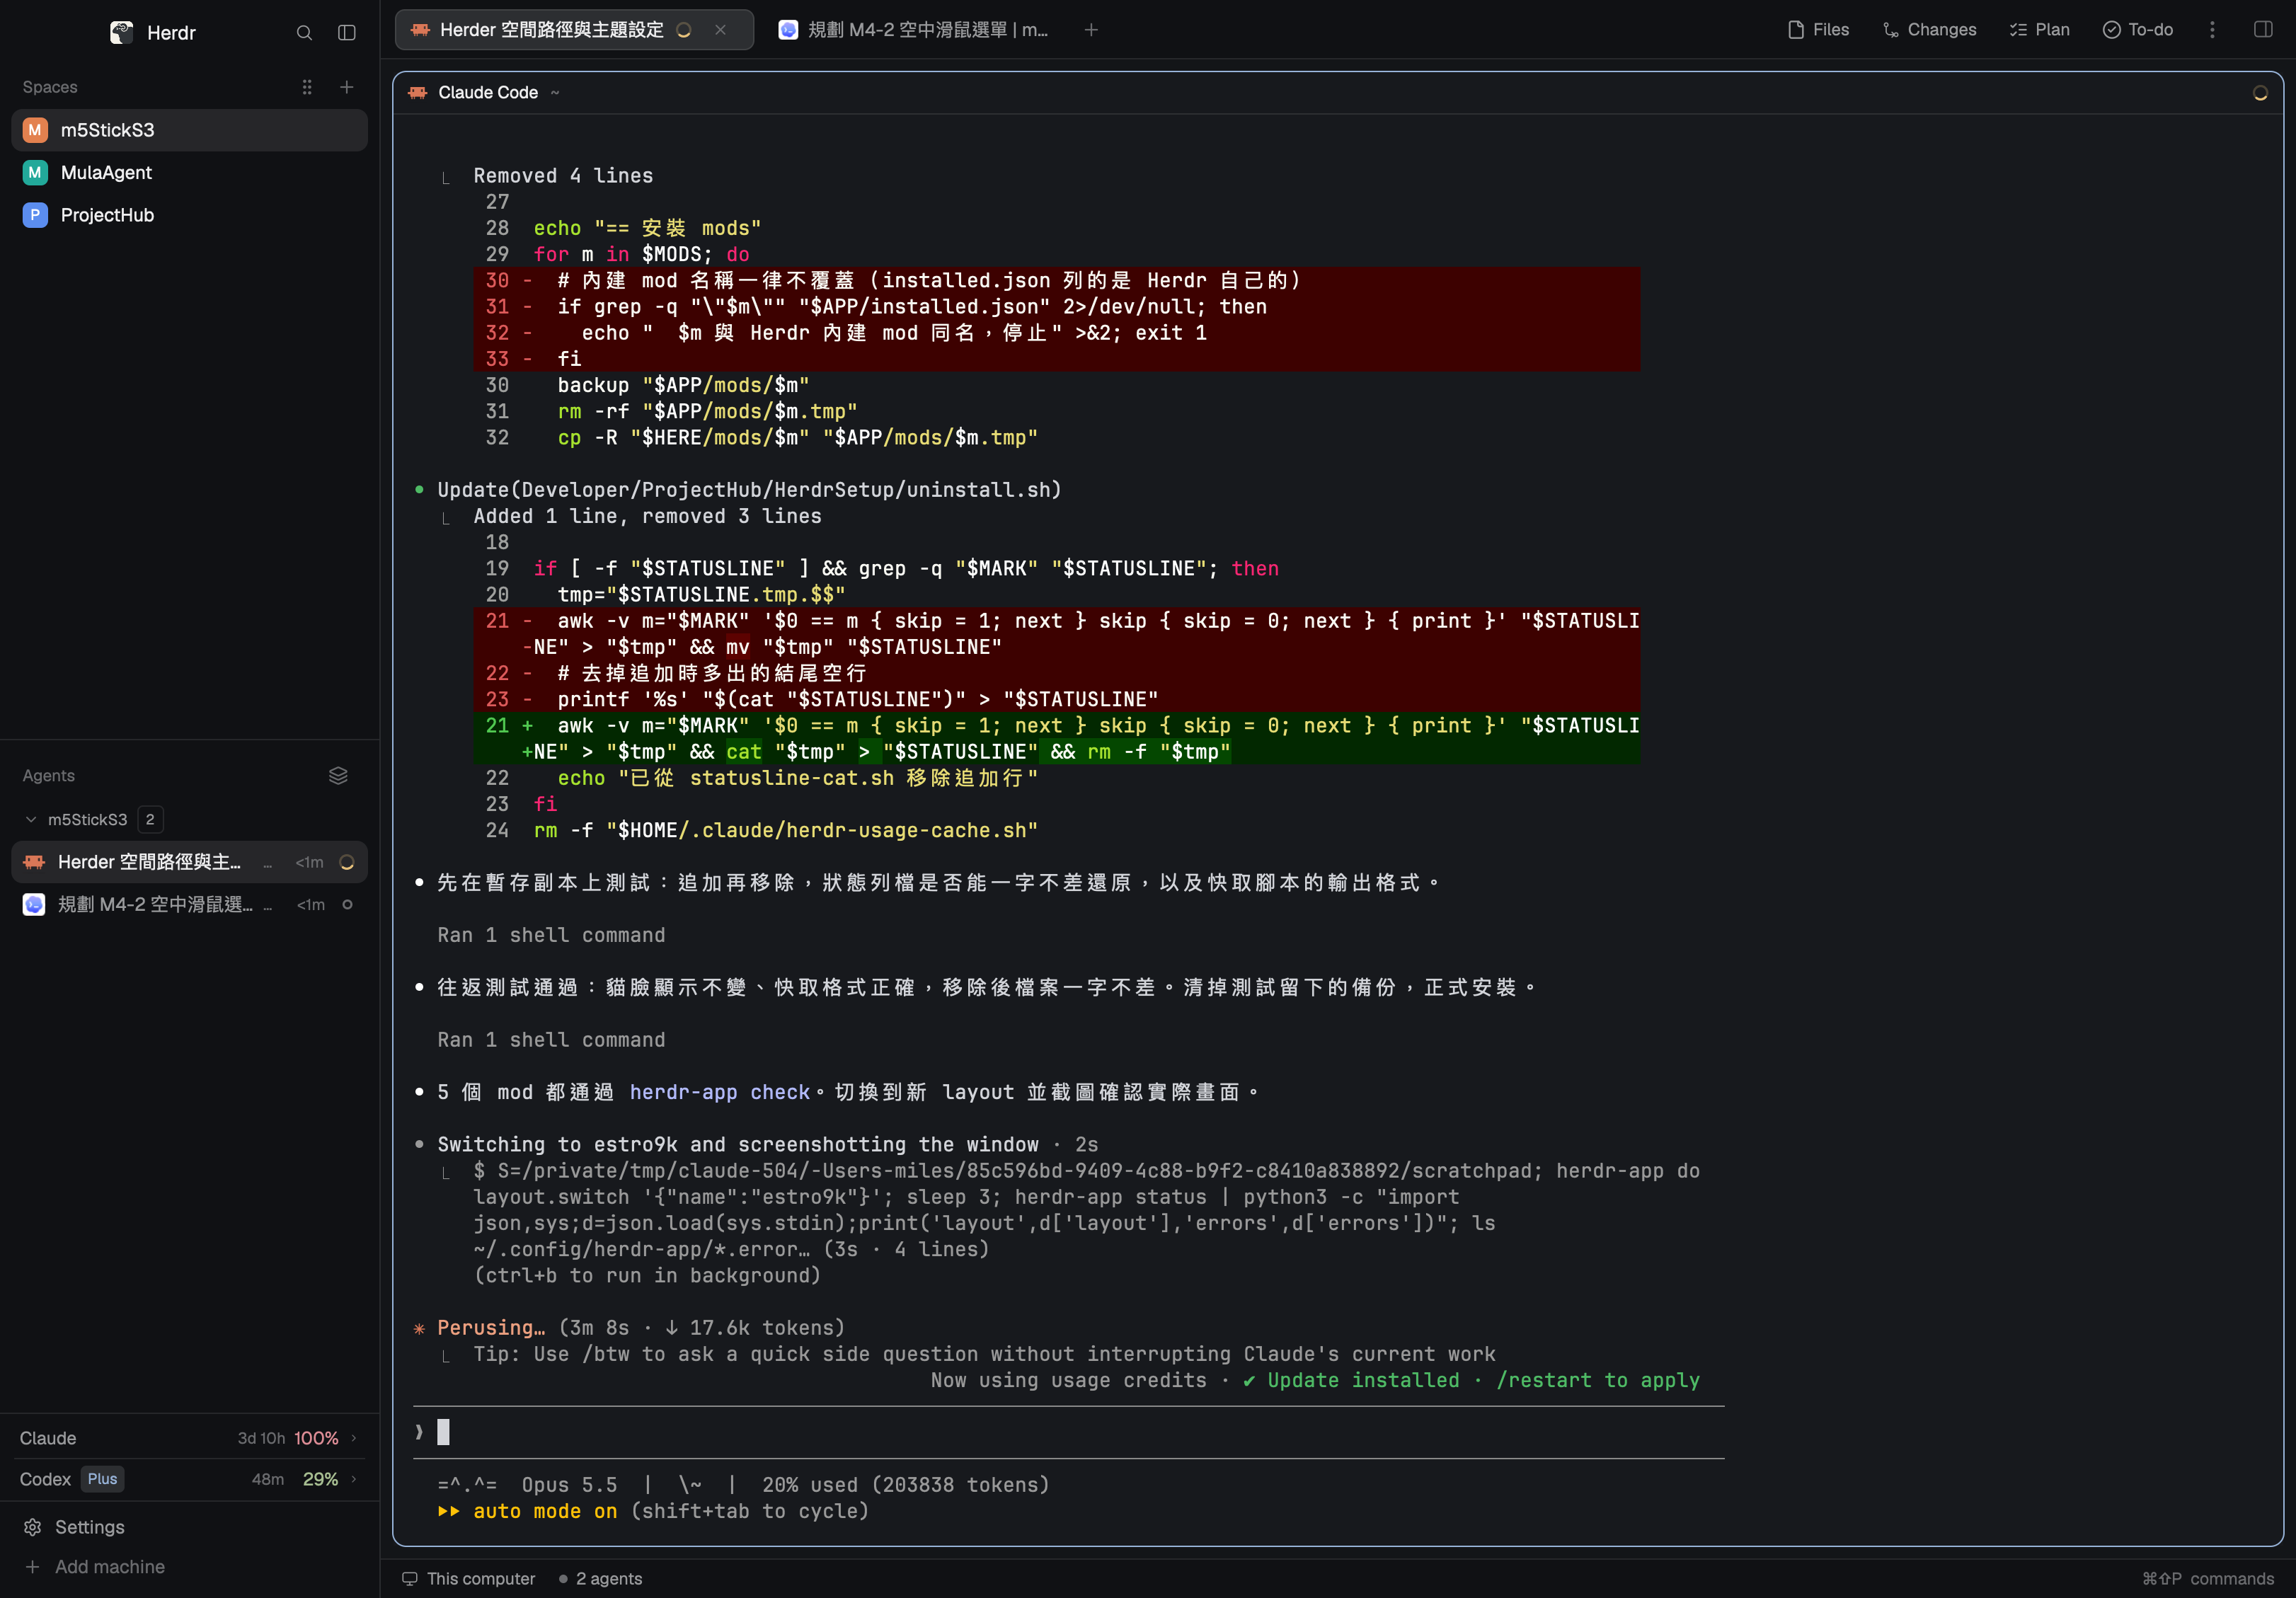 Herdr
Spaces
M m5StickS3
M MulaAgent
P ProjectHub
Agents
m5StickS3 2
Herder 空間路徑與主... … <1m
規劃 M4-2 空中滑鼠選... … <1m
Claude 3d 10h 100%
Codex Plus 48m 29%
Settings
Add machine
Herder 空間路徑與主題設定
規劃 M4-2 空中滑鼠選單 | m...
Files
Changes
Plan
To-do
Claude Code ~
Removed 4 lines
27
28 echo "== 安裝 mods"
29 for m in $MODS; do
30 - # 內建 mod 名稱一律不覆蓋（installed.json 列的是 Herdr 自己的）
31 - if grep -q "\"$m\"" "$APP/installed.json" 2>/dev/null; then
32 - echo "  $m 與 Herdr 內建 mod 同名，停止" >&2; exit 1
33 - fi
30 backup "$APP/mods/$m"
31 rm -rf "$APP/mods/$m.tmp"
32 cp -R "$HERE/mods/$m" "$APP/mods/$m.tmp"
Update(Developer/ProjectHub/HerdrSetup/uninstall.sh)
Added 1 line, removed 3 lines
18
19 if [ -f "$STATUSLINE" ] && grep -q "$MARK" "$STATUSLINE"; then
20 tmp="$STATUSLINE.tmp.$$"
21 - awk -v m="$MARK" '$0 == m { skip = 1; next } skip { skip = 0; next } { print }' "$STATUSLI
-NE" > "$tmp" && mv "$tmp" "$STATUSLINE"
22 - # 去掉追加時多出的結尾空行
23 - printf '%s' "$(cat "$STATUSLINE")" > "$STATUSLINE"
21 + awk -v m="$MARK" '$0 == m { skip = 1; next } skip { skip = 0; next } { print }' "$STATUSLI
+NE" > "$tmp" && cat "$tmp" > "$STATUSLINE" && rm -f "$tmp"
22 echo "已從 statusline-cat.sh 移除追加行"
23 fi
24 rm -f "$HOME/.claude/herdr-usage-cache.sh"
先在暫存副本上測試：追加再移除，狀態列檔是否能一字不差還原，以及快取腳本的輸出格式。
Ran 1 shell command
往返測試通過：貓臉顯示不變、快取格式正確，移除後檔案一字不差。清掉測試留下的備份，正式安裝。
Ran 1 shell command
5 個 mod 都通過 herdr-app check。切換到新 layout 並截圖確認實際畫面。
Switching to estro9k and screenshotting the window · 2s
$ S=/private/tmp/claude-504/-Users-miles/85c596bd-9409-4c88-b9f2-c8410a838892/scratchpad; herdr-app do
layout.switch '{"name":"estro9k"}'; sleep 3; herdr-app status | python3 -c "import
json,sys;d=json.load(sys.stdin);print('layout',d['layout'],'errors',d['errors'])"; ls
~/.config/herdr-app/*.error… (3s · 4 lines)
(ctrl+b to run in background)
Perusing… (3m 8s · ↓ 17.6k tokens)
Tip: Use /btw to ask a quick side question without interrupting Claude's current work
Now using usage credits · ✔ Update installed · /restart to apply
❯
=^.^= Opus 5.5 | \~ | 20% used (203838 tokens)
⏵⏵ auto mode on (shift+tab to cycle)
This computer
2 agents
⌘⇧P commands